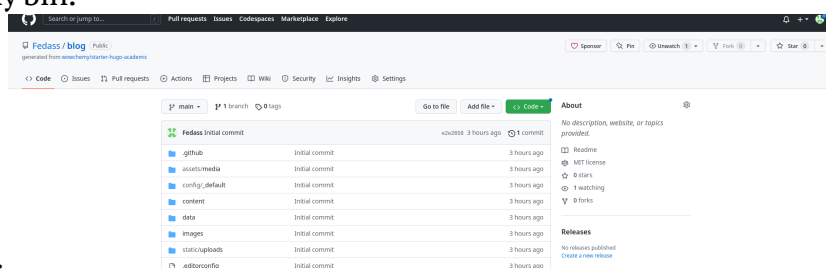 Search or jump to... / Pull requests Issues Codespaces Marketplace Explore
Fedass / blog Public
Sponsor Pin Unwatch 1 Fork 0 Star 0
generated from wowchemy/starter-hugo-academic
Code Issues Pull requests Actions Projects Wiki Security Insights Settings
main 1 branch 0 tags Go to file Add file Code
About
No description, website, or topics provided.
Fedass Initial commit e2e2850 3 hours ago 1 commit
.github Initial commit 3 hours ago
assets/media Initial commit 3 hours ago
config/_default Initial commit 3 hours ago
content Initial commit 3 hours ago
data Initial commit 3 hours ago
images Initial commit 3 hours ago
static/uploads Initial commit 3 hours ago
.editorconfig Initial commit 3 hours ago
Readme
MIT license
0 stars
1 watching
0 forks
Releases
No releases published
Create a new release